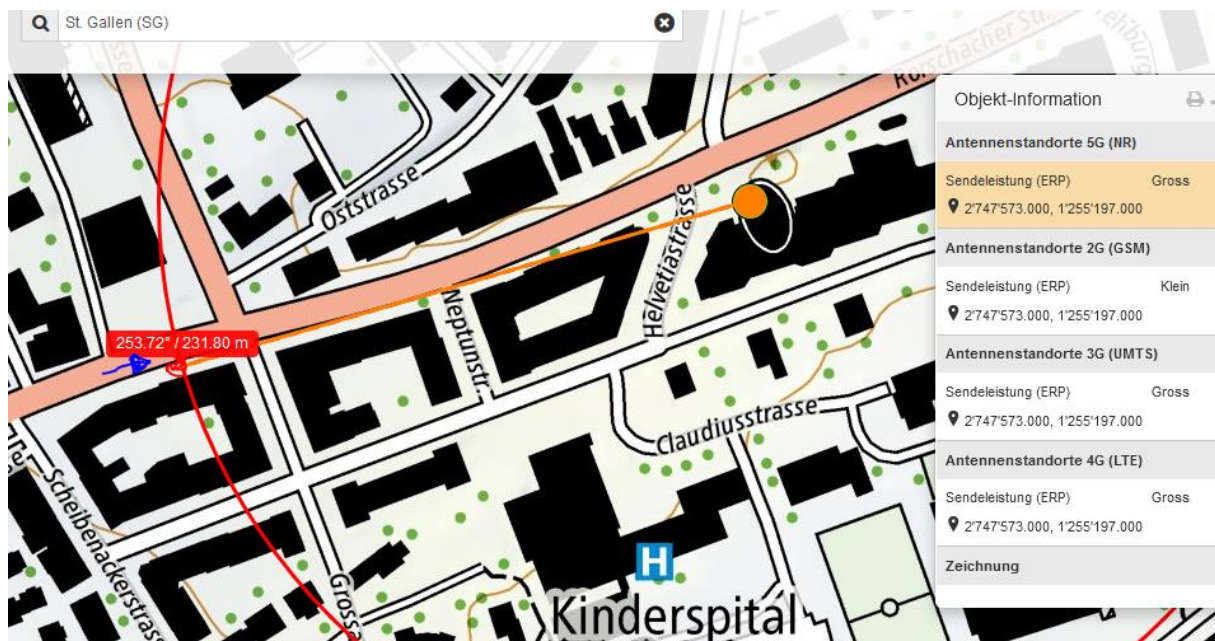 St. Gallen (SG)
Rorschacher Str.
Oststrasse
Helvetiastrasse
Neptunstr.
253.72° / 231.80 m
Claudiusstrasse
Scheibenackerstrasse
Grossa
H
Kinderspital
Objekt-Information
Antennenstandorte 5G (NR)
Sendeleistung (ERP) Gross
2'747'573.000, 1'255'197.000
Antennenstandorte 2G (GSM)
Sendeleistung (ERP) Klein
2'747'573.000, 1'255'197.000
Antennenstandorte 3G (UMTS)
Sendeleistung (ERP) Gross
2'747'573.000, 1'255'197.000
Antennenstandorte 4G (LTE)
Sendeleistung (ERP) Gross
2'747'573.000, 1'255'197.000
Zeichnung